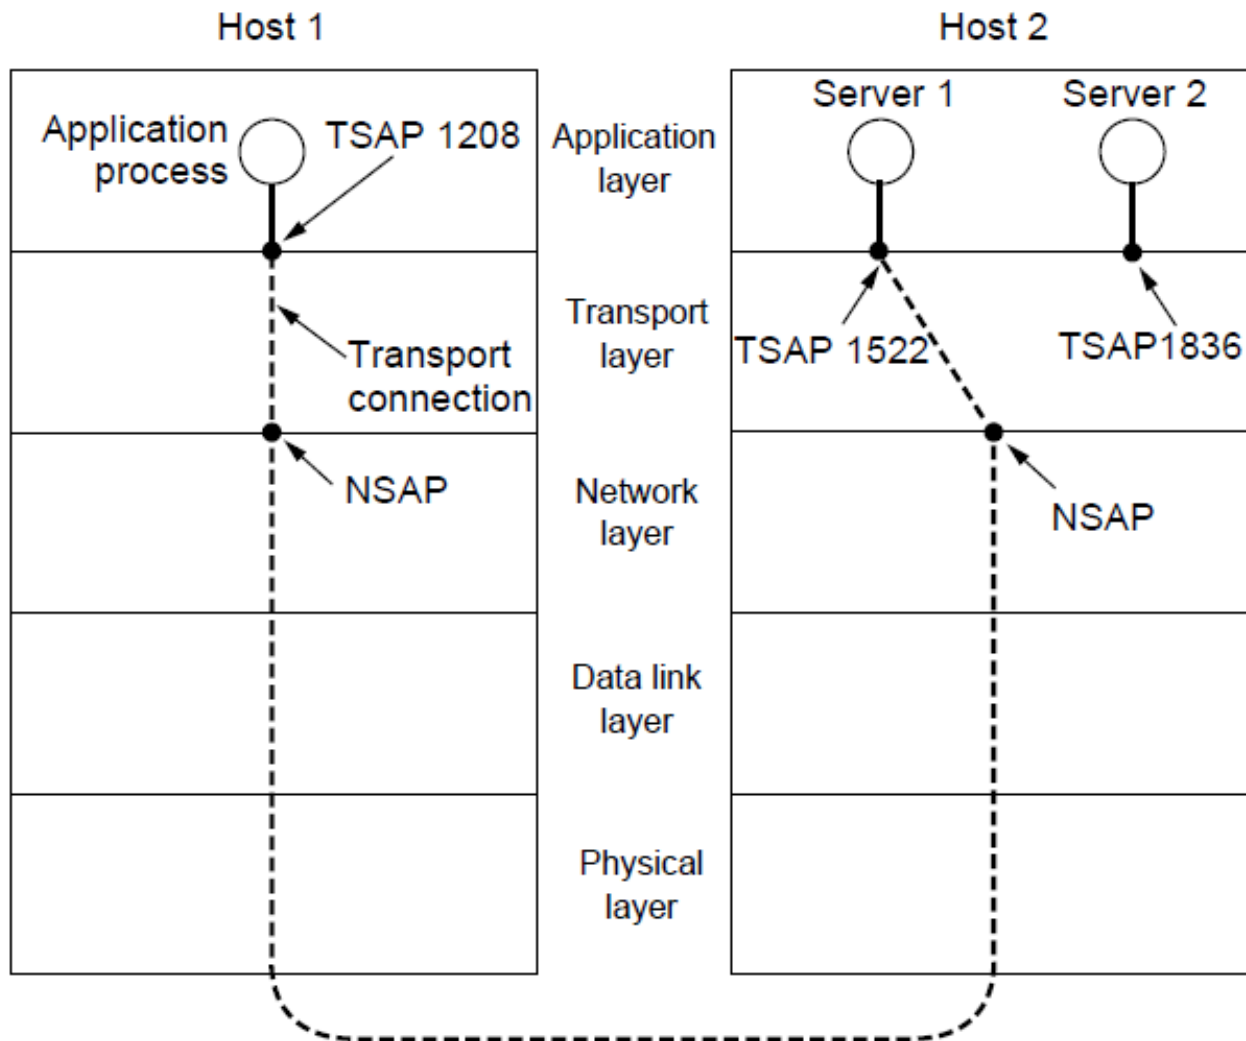 Host 1
Host 2
Application
process
TSAP 1208
Application
layer
Server 1
Server 2
Transport
connection
Transport
layer
TSAP 1522
TSAP1836
NSAP
Network
layer
NSAP
Data link
layer
Physical
layer